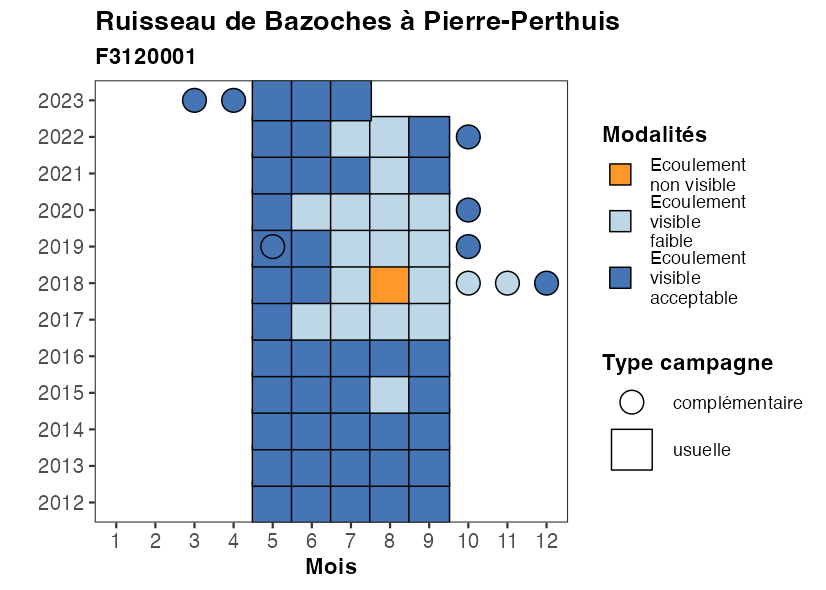 Ruisseau de Bazoches à Pierre-Perthuis
F3120001
2023
2022
2021
2020
2019
2018
2017
2016
2015
2014
2013
2012
1 2 3 4 5 6 7 8 9 10 11 12
Mois
Modalités
Ecoulement
non visible
Ecoulement
visible
faible
Ecoulement
visible
acceptable
Type campagne
complémentaire
usuelle